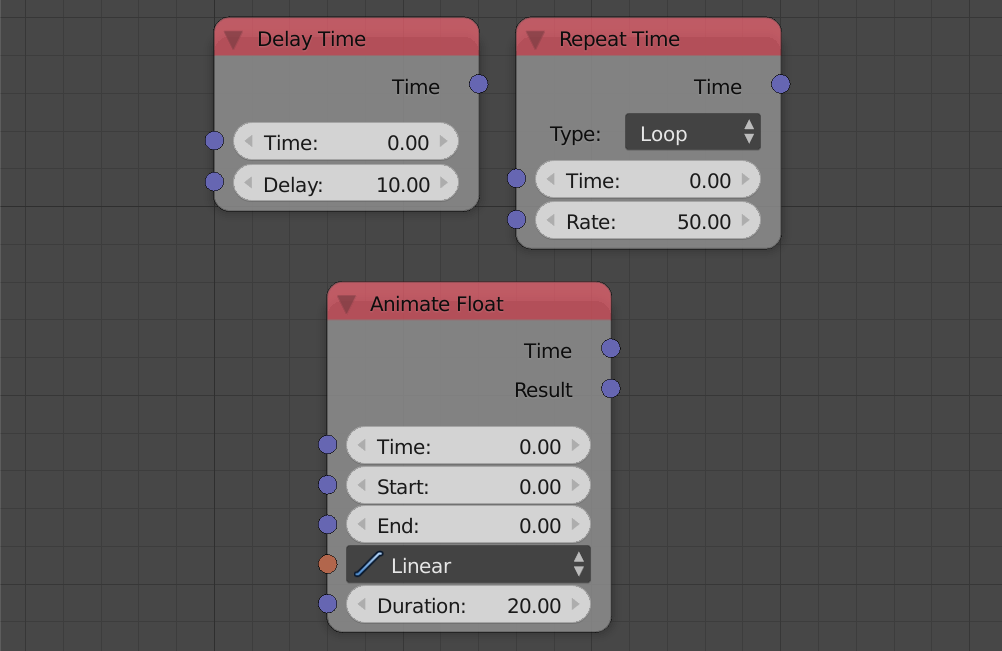 Delay Time
Time
Time: 0.00
Delay: 10.00
Repeat Time
Time
Type: Loop
Time: 0.00
Rate: 50.00
Animate Float
Time
Result
Time: 0.00
Start: 0.00
End: 0.00
Linear
Duration: 20.00